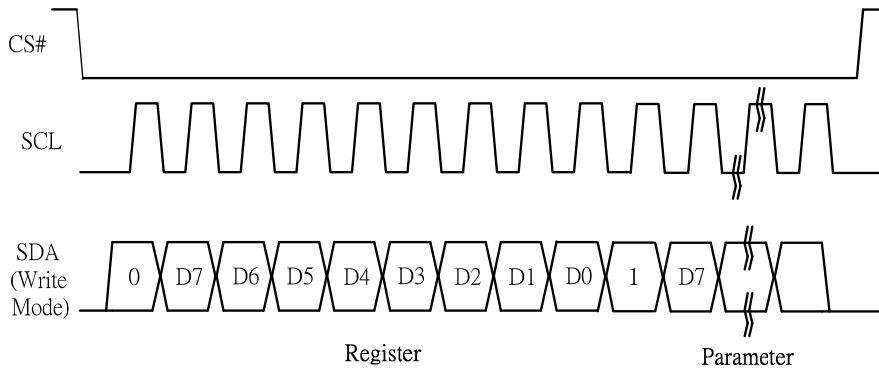 CS#
SCL
SDA
(Write
Mode)
0 D7 D6 D5 D4 D3 D2 D1 D0 1 D7
Register Parameter